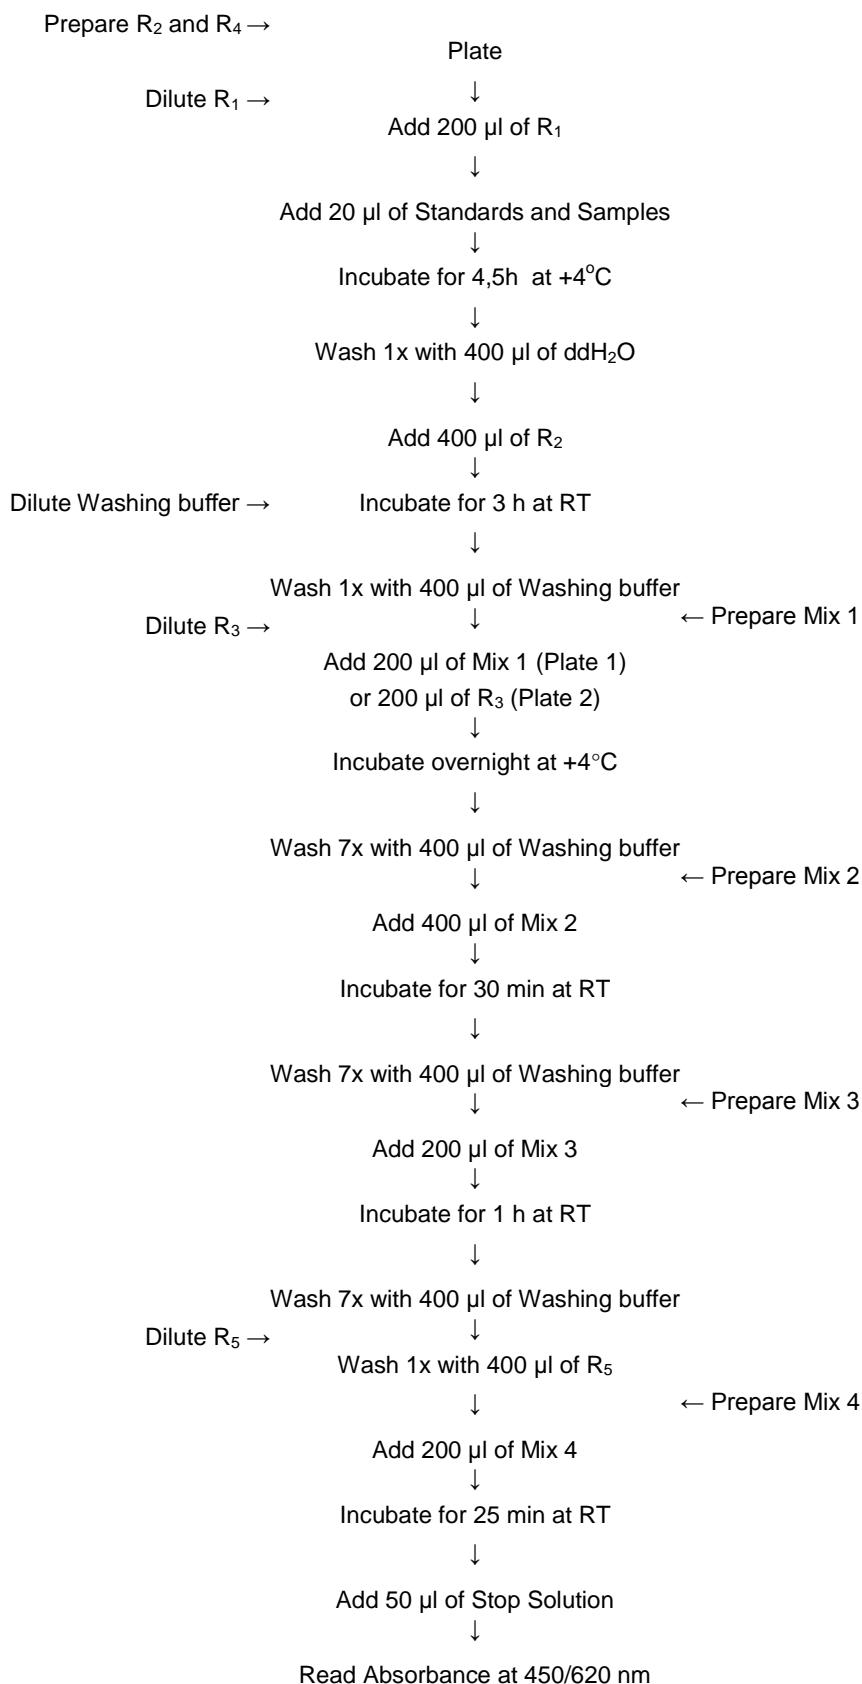 Prepare R₂ and R₄ →
Plate
↓
Dilute R₁ →
Add 200 µl of R₁
↓
Add 20 µl of Standards and Samples
↓
Incubate for 4,5h at +4°C
↓
Wash 1x with 400 µl of ddH₂O
↓
Add 400 µl of R₂
↓
Dilute Washing buffer → Incubate for 3 h at RT
↓
Wash 1x with 400 µl of Washing buffer
↓ ← Prepare Mix 1
Dilute R₃ →
Add 200 µl of Mix 1 (Plate 1)
or 200 µl of R₃ (Plate 2)
↓
Incubate overnight at +4°C
↓
Wash 7x with 400 µl of Washing buffer
↓ ← Prepare Mix 2
Add 400 µl of Mix 2
↓
Incubate for 30 min at RT
↓
Wash 7x with 400 µl of Washing buffer
↓ ← Prepare Mix 3
Add 200 µl of Mix 3
↓
Incubate for 1 h at RT
↓
Wash 7x with 400 µl of Washing buffer
↓
Dilute R₅ →
Wash 1x with 400 µl of R₅
↓ ← Prepare Mix 4
Add 200 µl of Mix 4
↓
Incubate for 25 min at RT
↓
Add 50 µl of Stop Solution
↓
Read Absorbance at 450/620 nm